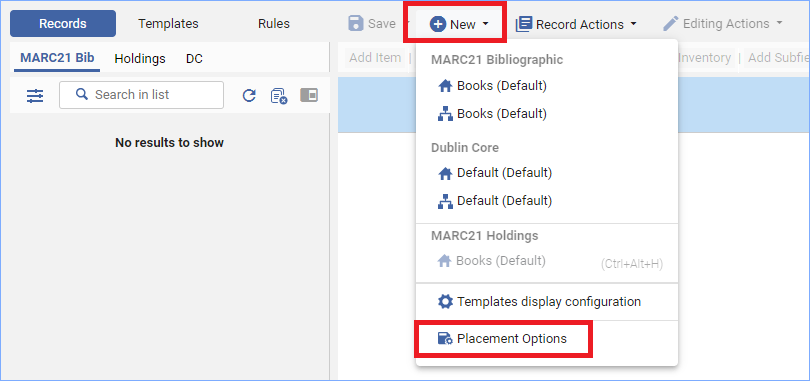 Records Templates Rules Save New Record Actions Editing Actions
MARC21 Bib Holdings DC Add Item | Inventory | Add Subfie
Search in list
No results to show
MARC21 Bibliographic
Books (Default)
Books (Default)
Dublin Core
Default (Default)
Default (Default)
MARC21 Holdings
Books (Default) (Ctrl+Alt+H)
Templates display configuration
Placement Options